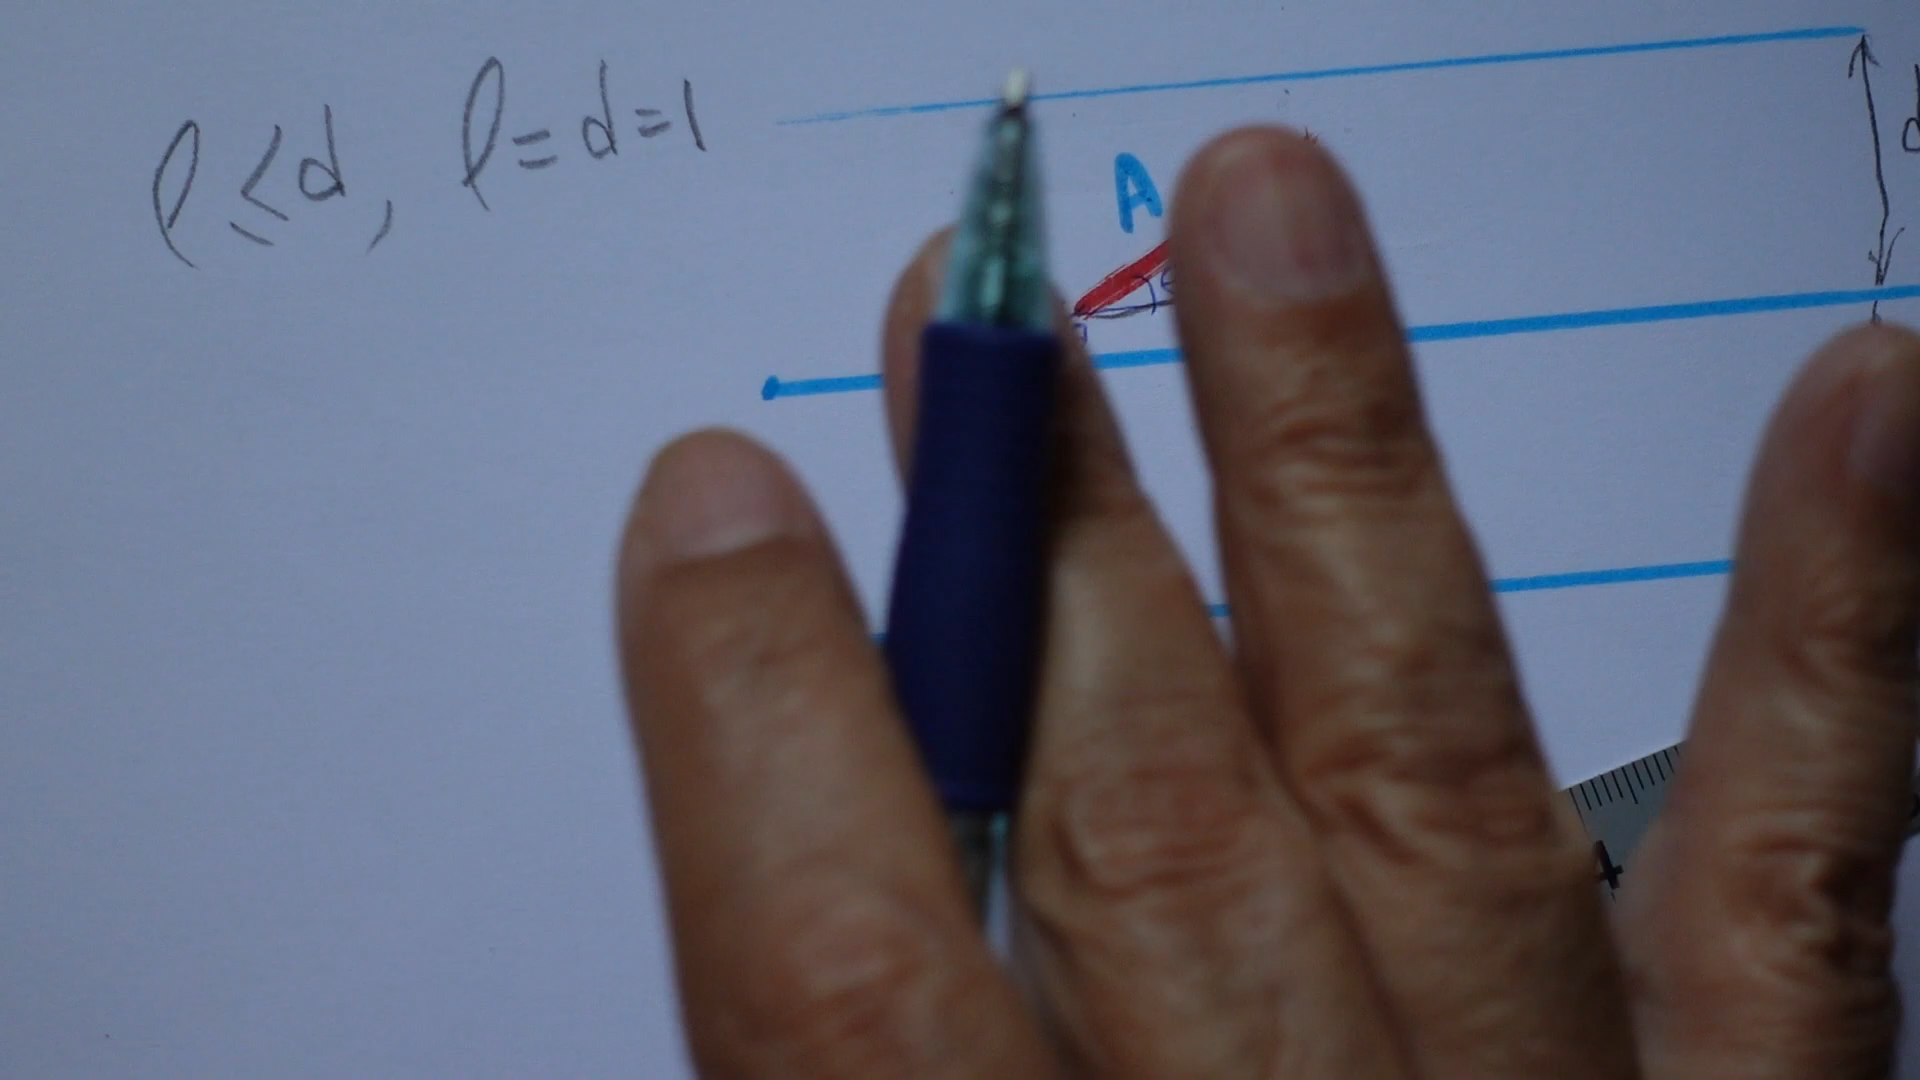 ℓ ≤ d, ℓ = d = 1
A
d